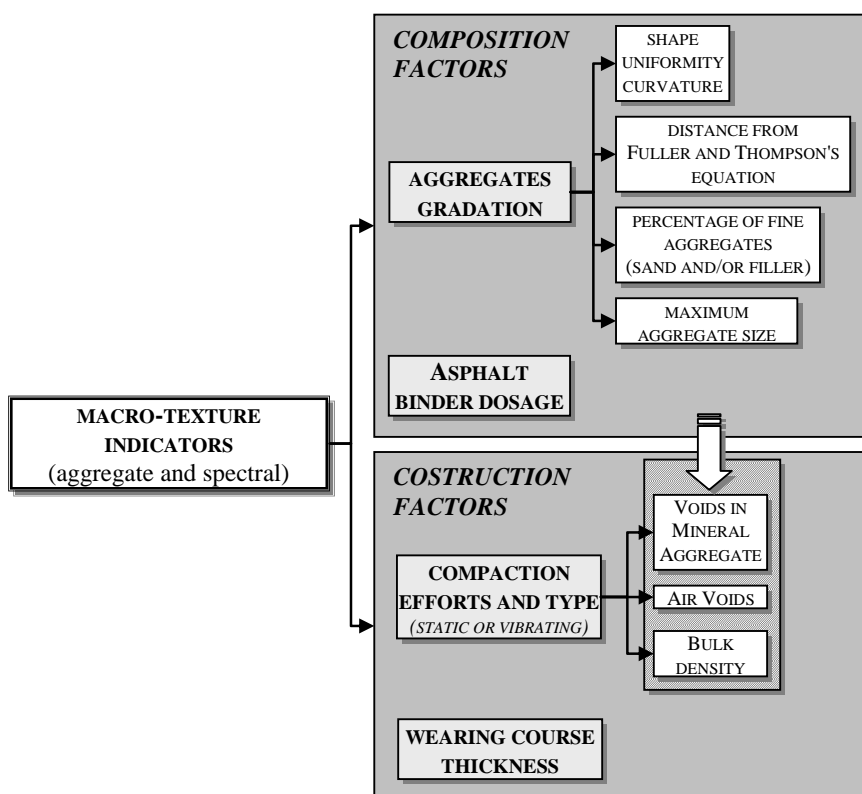 COMPOSITION
FACTORS
SHAPE
UNIFORMITY
CURVATURE
DISTANCE FROM
FULLER AND THOMPSON'S
EQUATION
AGGREGATES
GRADATION
PERCENTAGE OF FINE
AGGREGATES
(SAND AND/OR FILLER)
MAXIMUM
AGGREGATE SIZE
ASPHALT
BINDER DOSAGE
MACRO-TEXTURE
INDICATORS
(aggregate and spectral)
COSTRUCTION
FACTORS
VOIDS IN
MINERAL
AGGREGATE
COMPACTION
EFFORTS AND TYPE
(STATIC OR VIBRATING)
AIR VOIDS
BULK
DENSITY
WEARING COURSE
THICKNESS